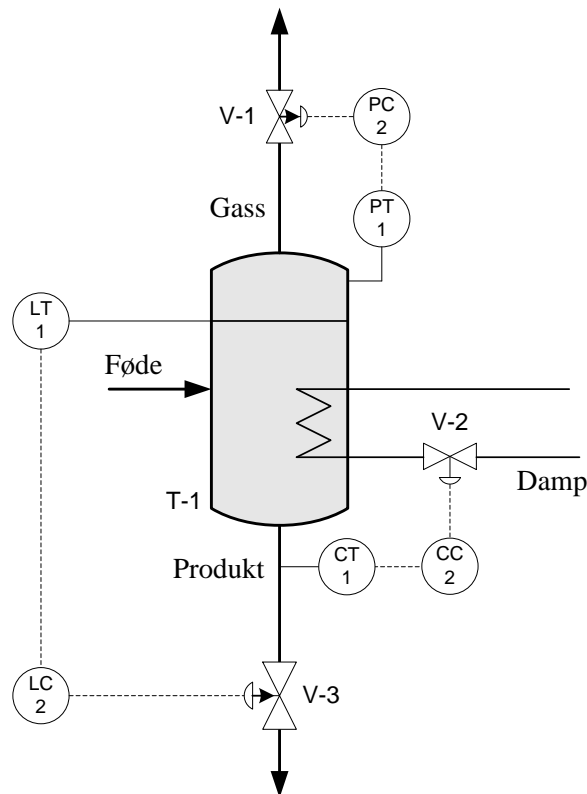 V-1
PC
2
Gass
PT
1
LT
1
Føde
V-2
Damp
T-1
Produkt
CT
1
CC
2
LC
2
V-3